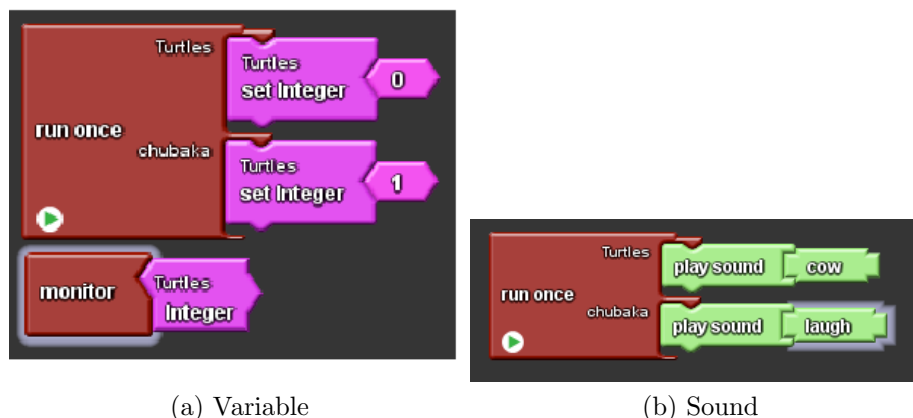 Turtles
Turtles
set Integer
0
run once
chubaka
Turtles
set Integer
1
monitor
Turtles
Integer
(a) Variable
Turtles
play sound
cow
run once
chubaka
play sound
laugh
(b) Sound